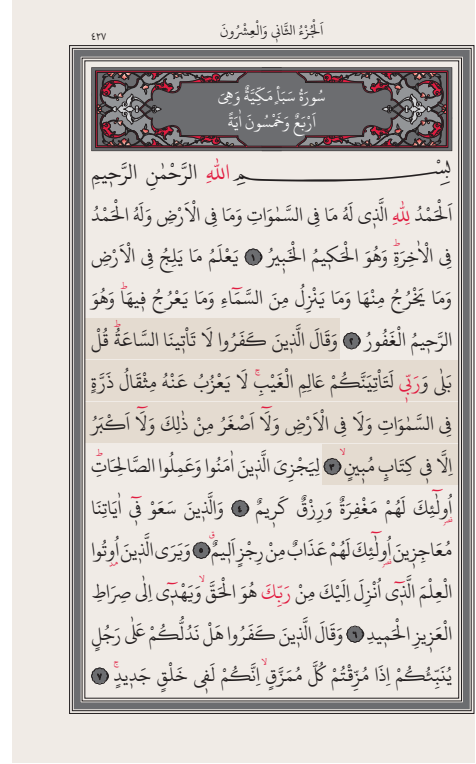 اَلْجُزْءُ الثَّانٖي وَالْعِشْرُونَ
٤٢٧
سُورَةُ سَبَأٍ مَكِّيَّةٌ وَهِيَ
اَرْبَعٌ وَخَمْسُونَ اٰيَةً
بِسْمِ اللّٰهِ الرَّحْمٰنِ الرَّحٖيمِ
اَلْحَمْدُ لِلّٰهِ الَّذٖي لَهُ مَا فِي السَّمٰوَاتِ وَمَا فِي الْاَرْضِ وَلَهُ الْحَمْدُ
فِي الْاٰخِرَةِؕ وَهُوَ الْحَكٖيمُ الْخَبٖيرُ ﴿١﴾ يَعْلَمُ مَا يَلِجُ فِي الْاَرْضِ
وَمَا يَخْرُجُ مِنْهَا وَمَا يَنْزِلُ مِنَ السَّمَٓاءِ وَمَا يَعْرُجُ فٖيهَاؕ وَهُوَ
الرَّحٖيمُ الْغَفُورُ ﴿٢﴾ وَقَالَ الَّذٖينَ كَفَرُوا لَا تَأْتٖينَا السَّاعَةُؕ قُلْ
بَلٰى وَرَبّٖي لَتَأْتِيَنَّكُمْ عَالِمِ الْغَيْبِۚ لَا يَعْزُبُ عَنْهُ مِثْقَالُ ذَرَّةٍ
فِي السَّمٰوَاتِ وَلَا فِي الْاَرْضِ وَلَٓا اَصْغَرُ مِنْ ذٰلِكَ وَلَٓا اَكْبَرُ
اِلَّا فٖي كِتَابٍ مُبٖينٍۙ ﴿٣﴾ لِيَجْزِيَ الَّذٖينَ اٰمَنُوا وَعَمِلُوا الصَّالِحَاتِؕ
اُو۬لٰٓئِكَ لَهُمْ مَغْفِرَةٌ وَرِزْقٌ كَرٖيمٌ ﴿٤﴾ وَالَّذٖينَ سَعَوْ فٖٓي اٰيَاتِنَا
مُعَاجِزٖينَ اُو۬لٰٓئِكَ لَهُمْ عَذَابٌ مِنْ رِجْزٍ اَلٖيمٌ ﴿٥﴾ وَيَرَى الَّذٖينَ اُو۫تُوا
الْعِلْمَ الَّذٖٓي اُنْزِلَ اِلَيْكَ مِنْ رَبِّكَ هُوَ الْحَقَّۙ وَيَهْدٖٓي اِلٰى صِرَاطِ
الْعَزٖيزِ الْحَمٖيدِ ﴿٦﴾ وَقَالَ الَّذٖينَ كَفَرُوا هَلْ نَدُلُّكُمْ عَلٰى رَجُلٍ
يُنَبِّئُكُمْ اِذَا مُزِّقْتُمْ كُلَّ مُمَزَّقٍۙ اِنَّكُمْ لَفٖي خَلْقٍ جَدٖيدٍۚ ﴿٧﴾